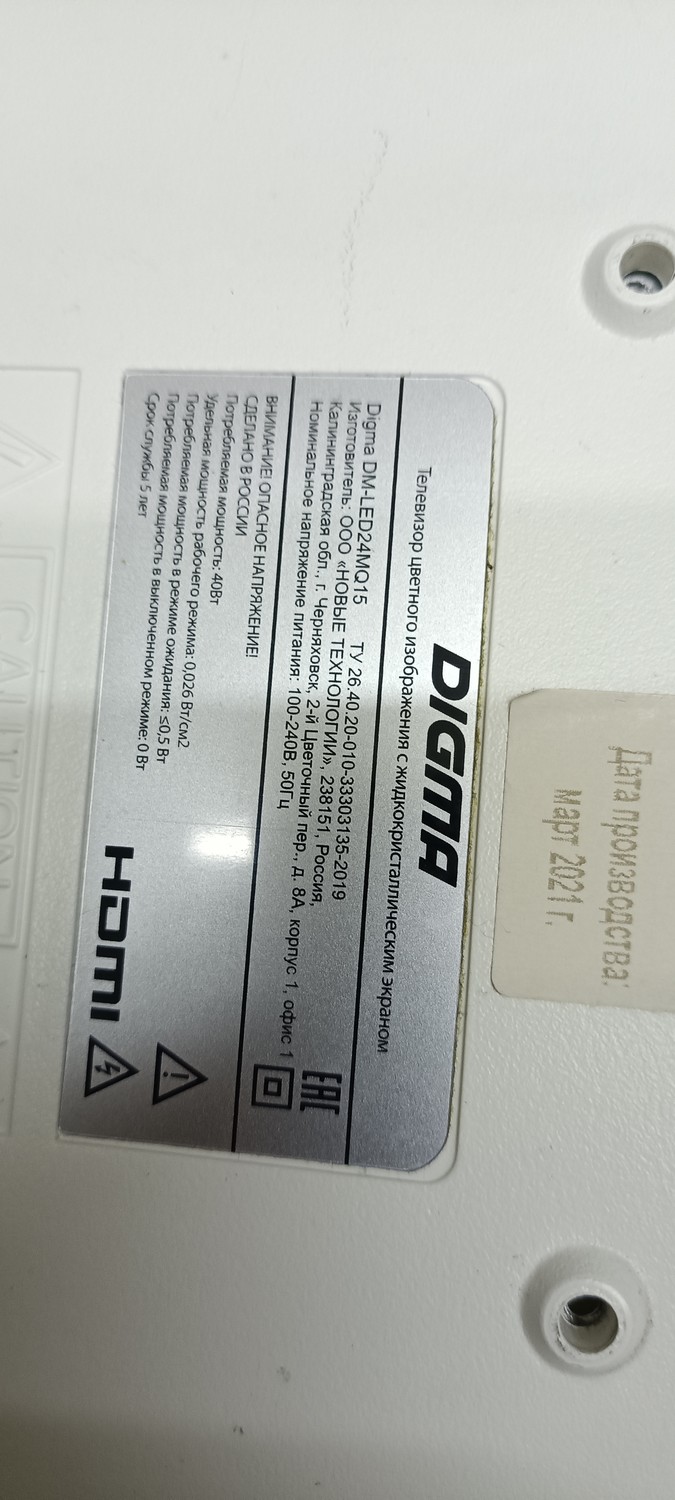 DIGMA
Телевизор цветного изображения с жидкокристаллическим экраном
Digma DM-LED24MQ15 ТУ 26.40.20-010-33303135-2019
Изготовитель: ООО «НОВЫЕ ТЕХНОЛОГИИ», 238151, Россия,
Калининградская обл., г. Черняховск, 2-й Цветочный пер., д. 8А, корпус 1, офис 1
Номинальное напряжение питания: 100-240В, 50Гц
EAC
ВНИМАНИЕ! ОПАСНОЕ НАПРЯЖЕНИЕ!
СДЕЛАНО В РОССИИ
Потребляемая мощность: 40Вт
Удельная мощность рабочего режима: 0,026 Вт/см2
Потребляемая мощность в режиме ожидания: ≤0,5 Вт
Потребляемая мощность в выключенном режиме: 0 Вт
Срок службы 5 лет
HDMI
Дата производства:
март 2021 г.
CAUTION